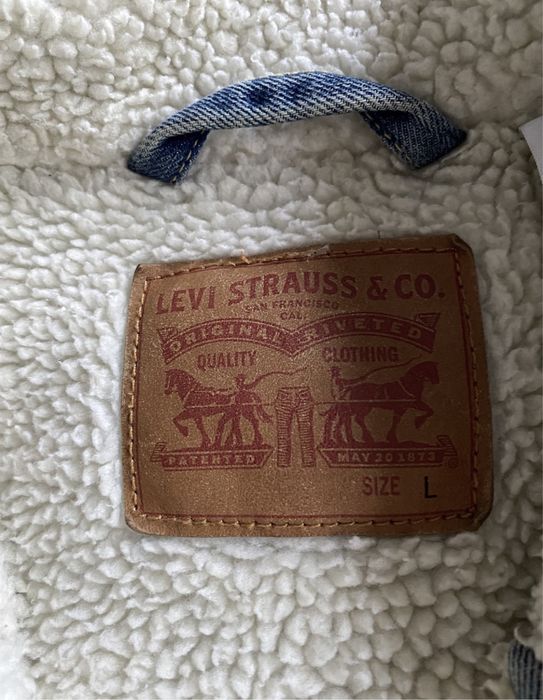 LEVI STRAUSS & CO.
SAN FRANCISCO
CAL.
ORIGINAL RIVETED
QUALITY CLOTHING
PATENTED MAY 20 1873
SIZE L